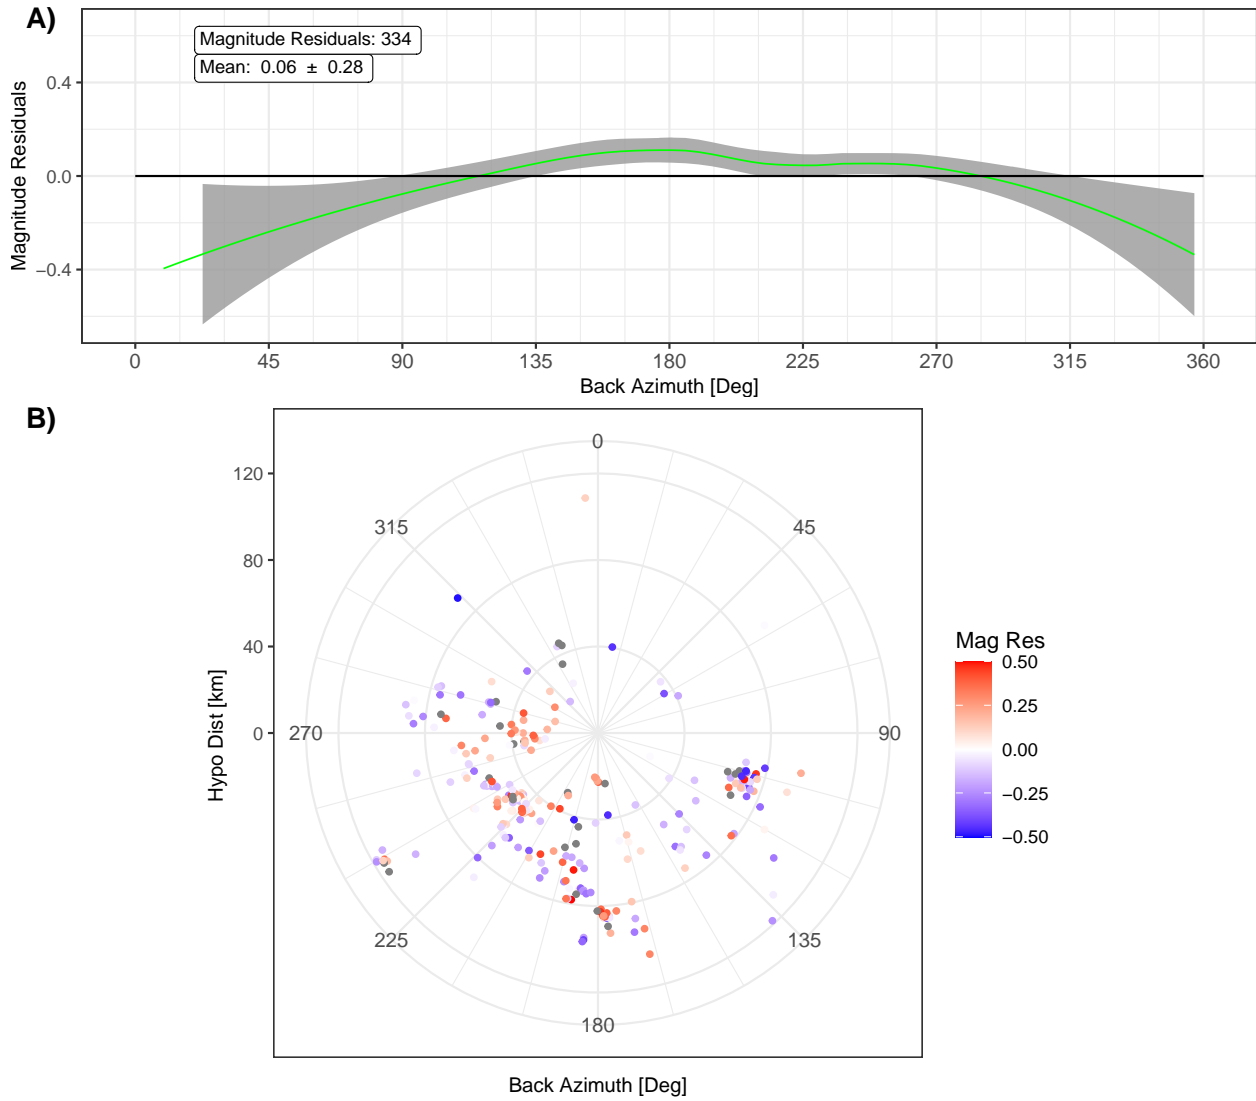 A)
Magnitude Residuals: 334
Mean: 0.06 ± 0.28
Magnitude Residuals
0.4
0.0
−0.4
0 45 90 135 180 225 270 315 360
Back Azimuth [Deg]
B)
Hypo Dist [km]
120
80
40
0
0
45
90
135
180
225
270
315
Back Azimuth [Deg]
Mag Res
0.50
0.25
0.00
−0.25
−0.50